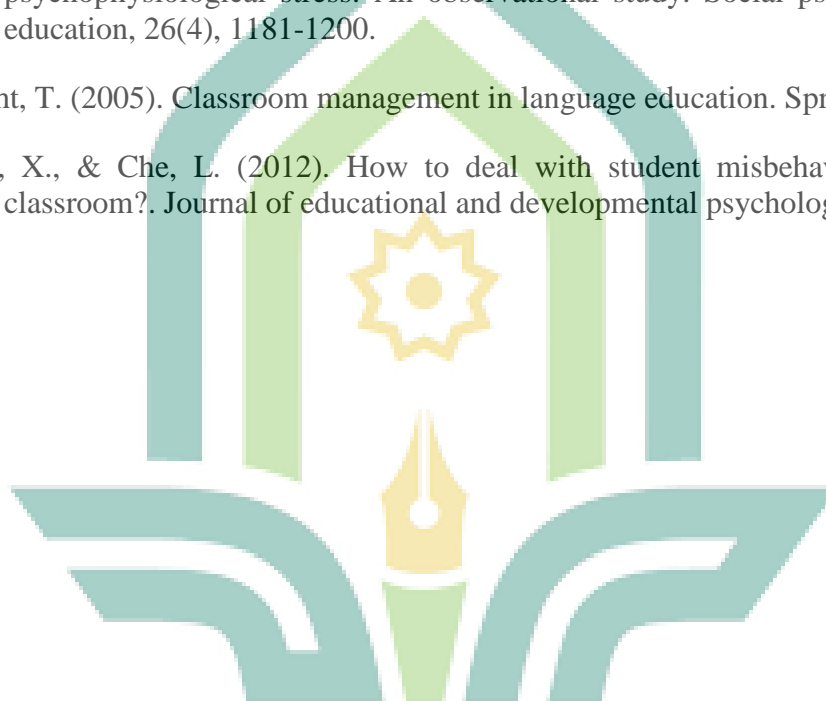 psychophysiological stress: An observational study. Social ps
education, 26(4), 1181-1200.
nt, T. (2005). Classroom management in language education. Spr
, X., & Che, L. (2012). How to deal with student misbehav
classroom?. Journal of educational and developmental psycholog